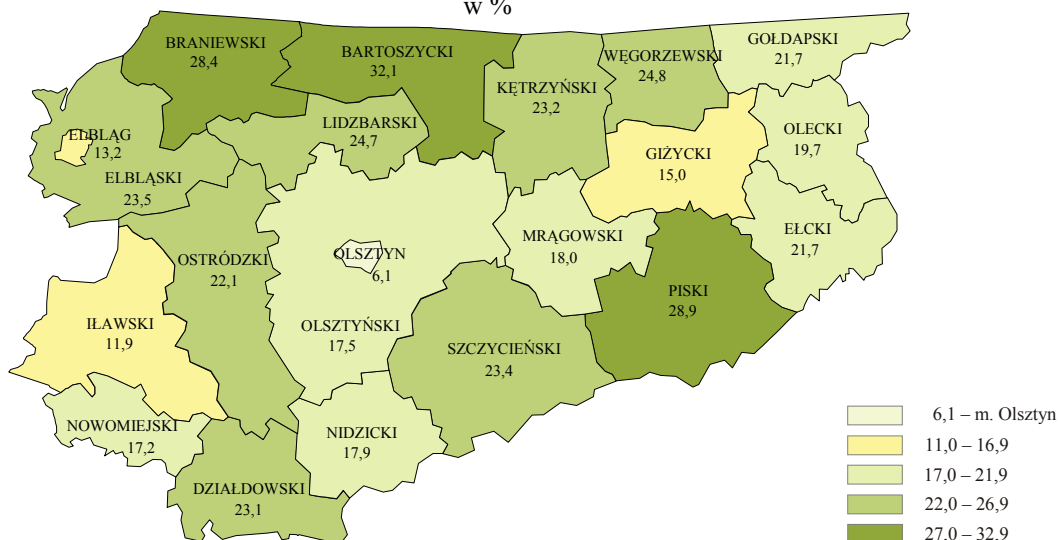 w %
BRANIEWSKI
28,4
BARTOSZYCKI
32,1
GOŁDAPSKI
21,7
WĘGORZEWSKI
24,8
KĘTRZYŃSKI
23,2
LIDZBARSKI
24,7
ELBLĄG
13,2
ELBLĄSKI
23,5
OLECKI
19,7
GIŻYCKI
15,0
EŁCKI
21,7
MRĄGOWSKI
18,0
OSTRÓDZKI
22,1
OLSZTYN
6,1
PISKI
28,9
IŁAWSKI
11,9
OLSZTYŃSKI
17,5
SZCZYCIEŃSKI
23,4
NOWOMIEJSKI
17,2
NIDZICKI
17,9
DZIAŁDOWSKI
23,1
6,1 – m. Olsztyn
11,0 – 16,9
17,0 – 21,9
22,0 – 26,9
27,0 – 32,9